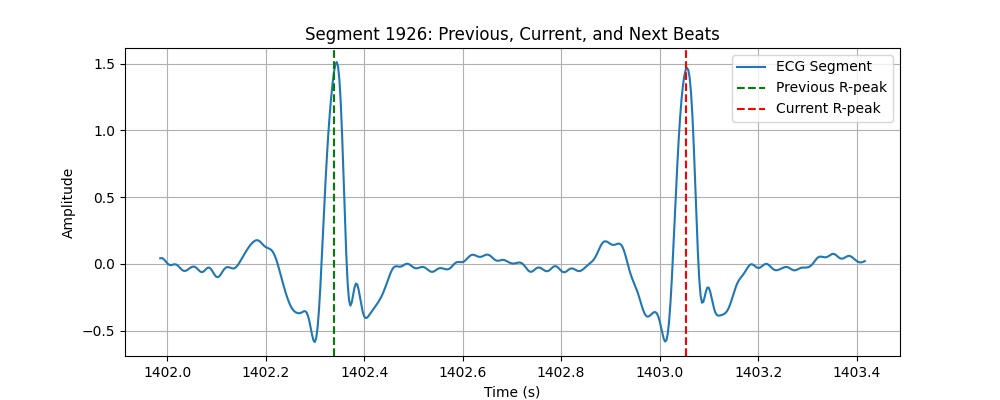 Segment 1926: Previous, Current, and Next Beats
ECG Segment
Previous R-peak
Current R-peak
1.5
1.0
0.5
0.0
−0.5
Amplitude
1402.0 1402.2 1402.4 1402.6 1402.8 1403.0 1403.2 1403.4
Time (s)